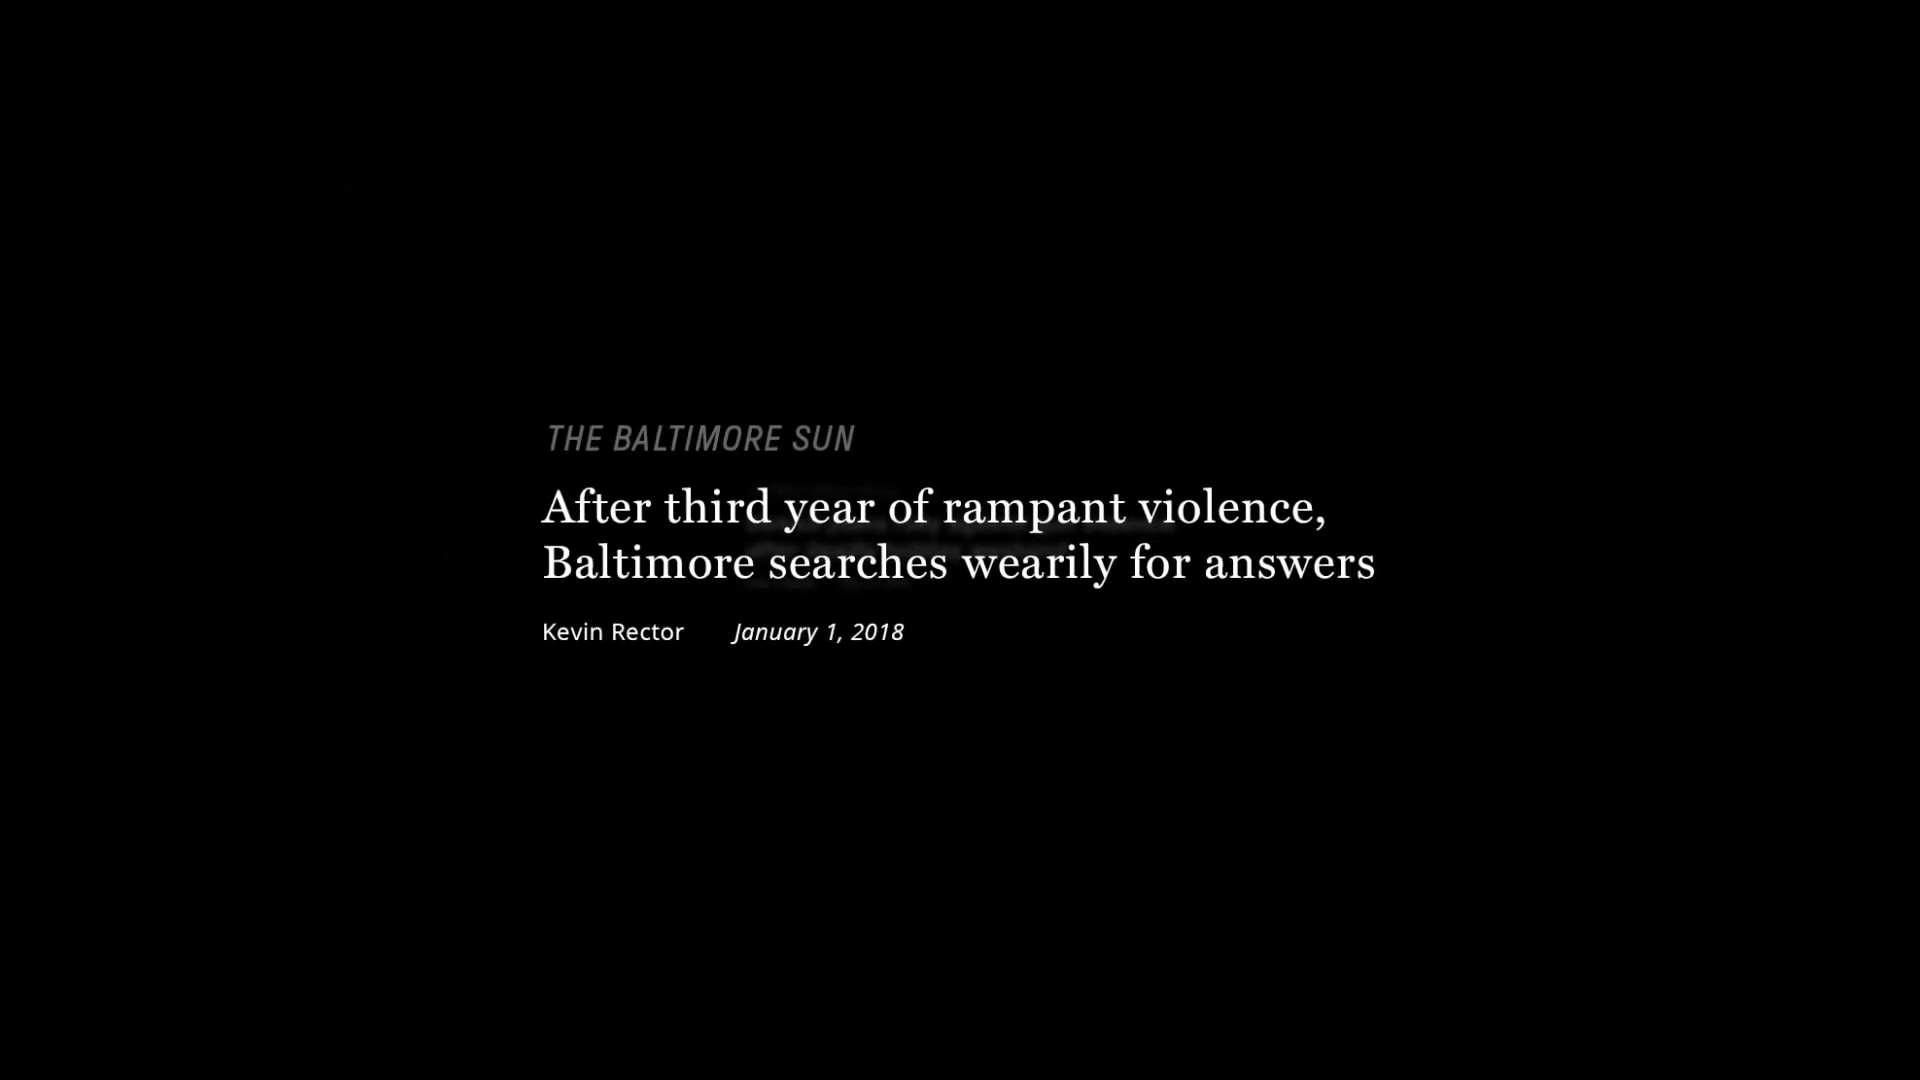 THE BALTIMORE SUN
After third year of rampant violence,
Baltimore searches wearily for answers
Kevin Rector January 1, 2018